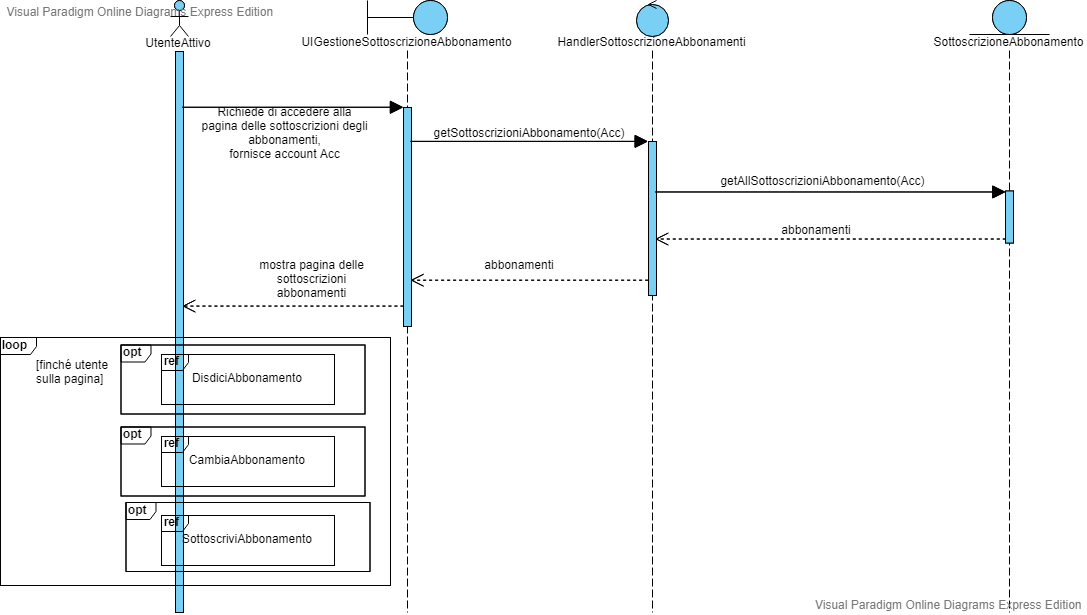 Visual Paradigm Online Diagrams Express Edition
UtenteAttivo
UIGestioneSottoscrizioneAbbonamento
HandlerSottoscrizioneAbbonamenti
SottoscrizioneAbbonamento
Richiede di accedere alla
pagina delle sottoscrizioni degli
abbonamenti,
fornisce account Acc
getSottoscrizioniAbbonamento(Acc)
getAllSottoscrizioniAbbonamento(Acc)
abbonamenti
abbonamenti
mostra pagina delle
sottoscrizioni
abbonamenti
loop
[finché utente
sulla pagina]
opt
ref
DisdiciAbbonamento
opt
ref
CambiaAbbonamento
opt
ref
SottoscriviAbbonamento
Visual Paradigm Online Diagrams Express Edition